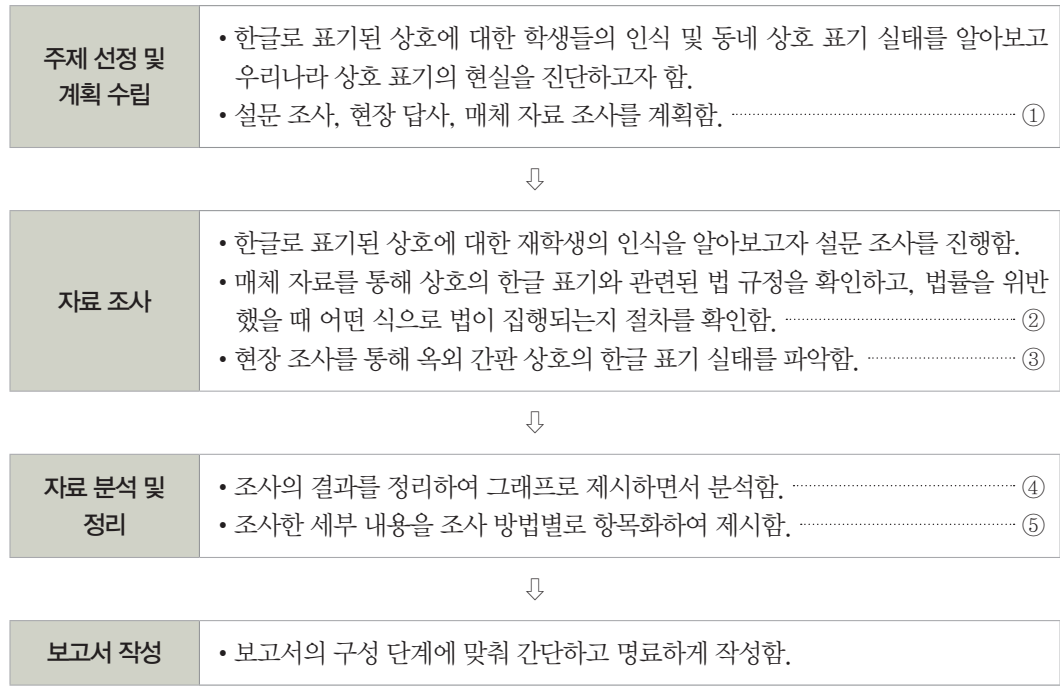 주제 선정 및
계획 수립
• 한글로 표기된 상호에 대한 학생들의 인식 및 동네 상호 표기 실태를 알아보고
우리나라 상호 표기의 현실을 진단하고자 함.
• 설문 조사, 현장 답사, 매체 자료 조사를 계획함. ①
⇩
자료 조사
• 한글로 표기된 상호에 대한 재학생의 인식을 알아보고자 설문 조사를 진행함.
• 매체 자료를 통해 상호의 한글 표기와 관련된 법 규정을 확인하고, 법률을 위반
했을 때 어떤 식으로 법이 집행되는지 절차를 확인함. ②
• 현장 조사를 통해 옥외 간판 상호의 한글 표기 실태를 파악함. ③
⇩
자료 분석 및
정리
• 조사의 결과를 정리하여 그래프로 제시하면서 분석함. ④
• 조사한 세부 내용을 조사 방법별로 항목화하여 제시함. ⑤
⇩
보고서 작성
• 보고서의 구성 단계에 맞춰 간단하고 명료하게 작성함.